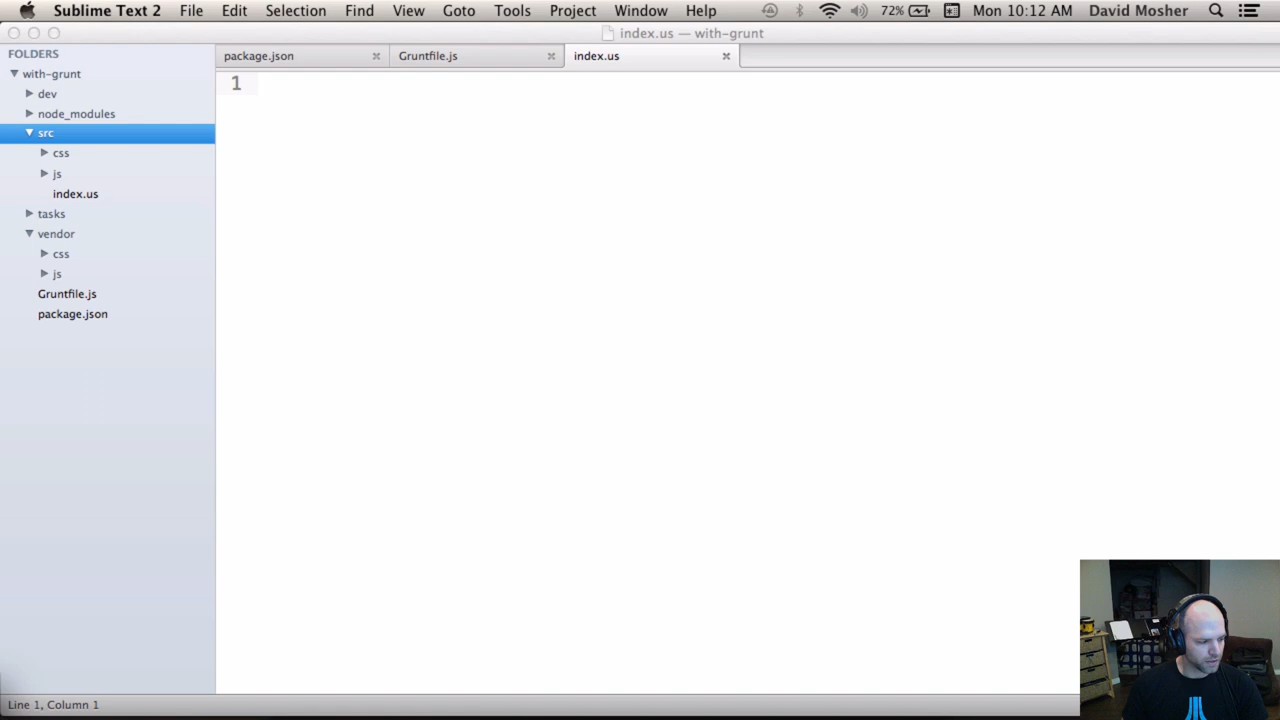 Sublime Text 2 File Edit Selection Find View Goto Tools Project Window Help 72% Mon 10:12 AM David Mosher
index.us — with-grunt
FOLDERS
package.json Gruntfile.js index.us
with-grunt
1
dev
node_modules
src
css
js
index.us
tasks
vendor
css
js
Gruntfile.js
package.json
Line 1, Column 1